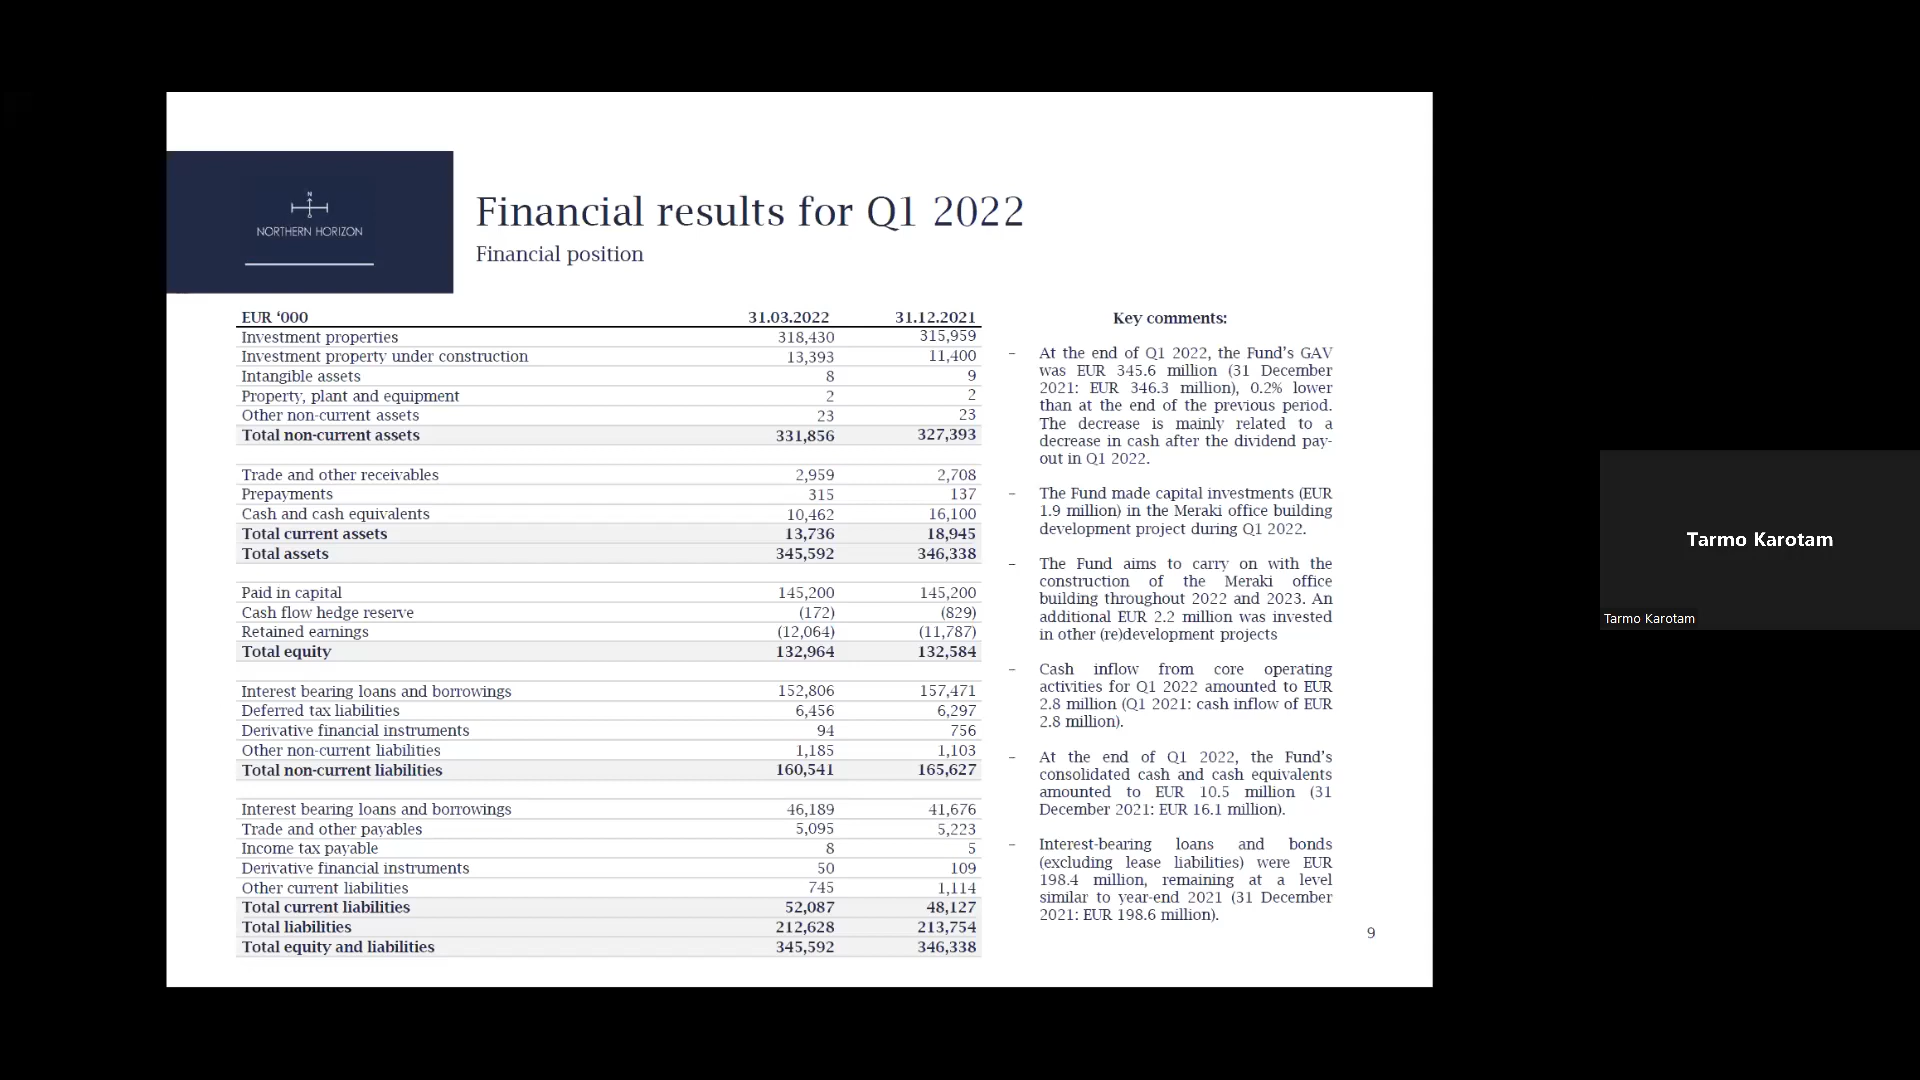 N
NORTHERN HORIZON
Financial results for Q1 2022
Financial position
EUR ‘000 31.03.2022 31.12.2021
Investment properties 318,430 315,959
Investment property under construction 13,393 11,400
Intangible assets 8 9
Property, plant and equipment 2 2
Other non-current assets 23 23
Total non-current assets 331,856 327,393
Trade and other receivables 2,959 2,708
Prepayments 315 137
Cash and cash equivalents 10,462 16,100
Total current assets 13,736 18,945
Total assets 345,592 346,338
Paid in capital 145,200 145,200
Cash flow hedge reserve (172) (829)
Retained earnings (12,064) (11,787)
Total equity 132,964 132,584
Interest bearing loans and borrowings 152,806 157,471
Deferred tax liabilities 6,456 6,297
Derivative financial instruments 94 756
Other non-current liabilities 1,185 1,103
Total non-current liabilities 160,541 165,627
Interest bearing loans and borrowings 46,189 41,676
Trade and other payables 5,095 5,223
Income tax payable 8 5
Derivative financial instruments 50 109
Other current liabilities 745 1,114
Total current liabilities 52,087 48,127
Total liabilities 212,628 213,754
Total equity and liabilities 345,592 346,338
Key comments:
- At the end of Q1 2022, the Fund’s GAV
was EUR 345.6 million (31 December
2021: EUR 346.3 million), 0.2% lower
than at the end of the previous period.
The decrease is mainly related to a
decrease in cash after the dividend pay-
out in Q1 2022.
- The Fund made capital investments (EUR
1.9 million) in the Meraki office building
development project during Q1 2022.
- The Fund aims to carry on with the
construction of the Meraki office
building throughout 2022 and 2023. An
additional EUR 2.2 million was invested
in other (re)development projects
- Cash inflow from core operating
activities for Q1 2022 amounted to EUR
2.8 million (Q1 2021: cash inflow of EUR
2.8 million).
- At the end of Q1 2022, the Fund’s
consolidated cash and cash equivalents
amounted to EUR 10.5 million (31
December 2021: EUR 16.1 million).
- Interest-bearing loans and bonds
(excluding lease liabilities) were EUR
198.4 million, remaining at a level
similar to year-end 2021 (31 December
2021: EUR 198.6 million).
9
Tarmo Karotam
Tarmo Karotam